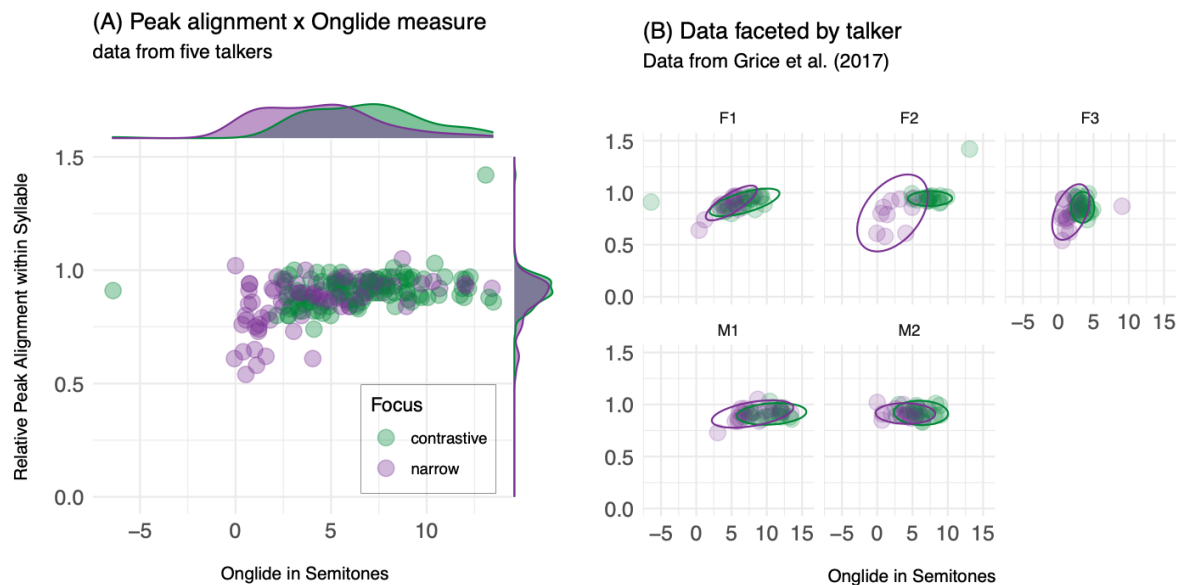 (A) Peak alignment x Onglide measure
data from five talkers
Relative Peak Alignment within Syllable
1.5
1.0
0.5
0.0
Focus
contrastive
narrow
−5 0 5 10
Onglide in Semitones
(B) Data faceted by talker
Data from Grice et al. (2017)
F1 F2 F3
1.5
1.0
0.5
0.0
−5 0 5 10 15
M1 M2
1.5
1.0
0.5
0.0
−5 0 5 10 15 −5 0 5 10 15
Onglide in Semitones